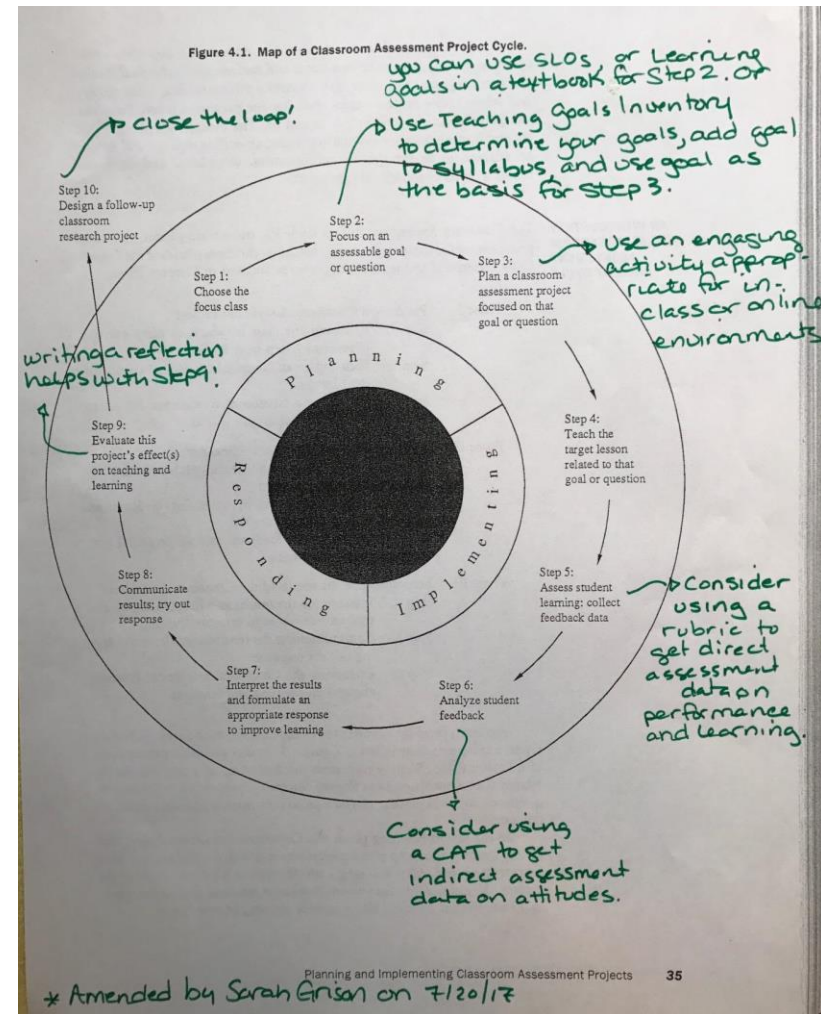 Figure 4.1. Map of a Classroom Assessment Project Cycle.
you can use SLOs, or Learning
goals in a textbook for Step 2. Or
Use Teaching Goals Inventory
to determine your goals, add goal
to syllabus, and use goal as
the basis for Step 3.
close the loop!
Step 10:
Design a follow-up
classroom
research project
Step 1:
Choose the
focus class
Step 2:
Focus on an
assessable goal
or question
Step 3:
Plan a classroom
assessment project
focused on that
goal or question
Use an engaging
activity approp-
riate for in-
class or online
environments
writing a reflection
helps with Step 9!
Planning
Implementing
Responding
Step 4:
Teach the
target lesson
related to that
goal or question
Step 5:
Assess student
learning: collect
feedback data
Consider
using a
rubric to
get direct
assessment
data on
performance
and learning.
Step 6:
Analyze student
feedback
Consider using
a CAT to get
indirect assessment
data on attitudes.
Step 7:
Interpret the results
and formulate an
appropriate response
to improve learning
Step 8:
Communicate
results; try out
response
Step 9:
Evaluate this
project's effect(s)
on teaching and
learning
Planning and Implementing Classroom Assessment Projects 35
* Amended by Sarah Grison on 7/20/17